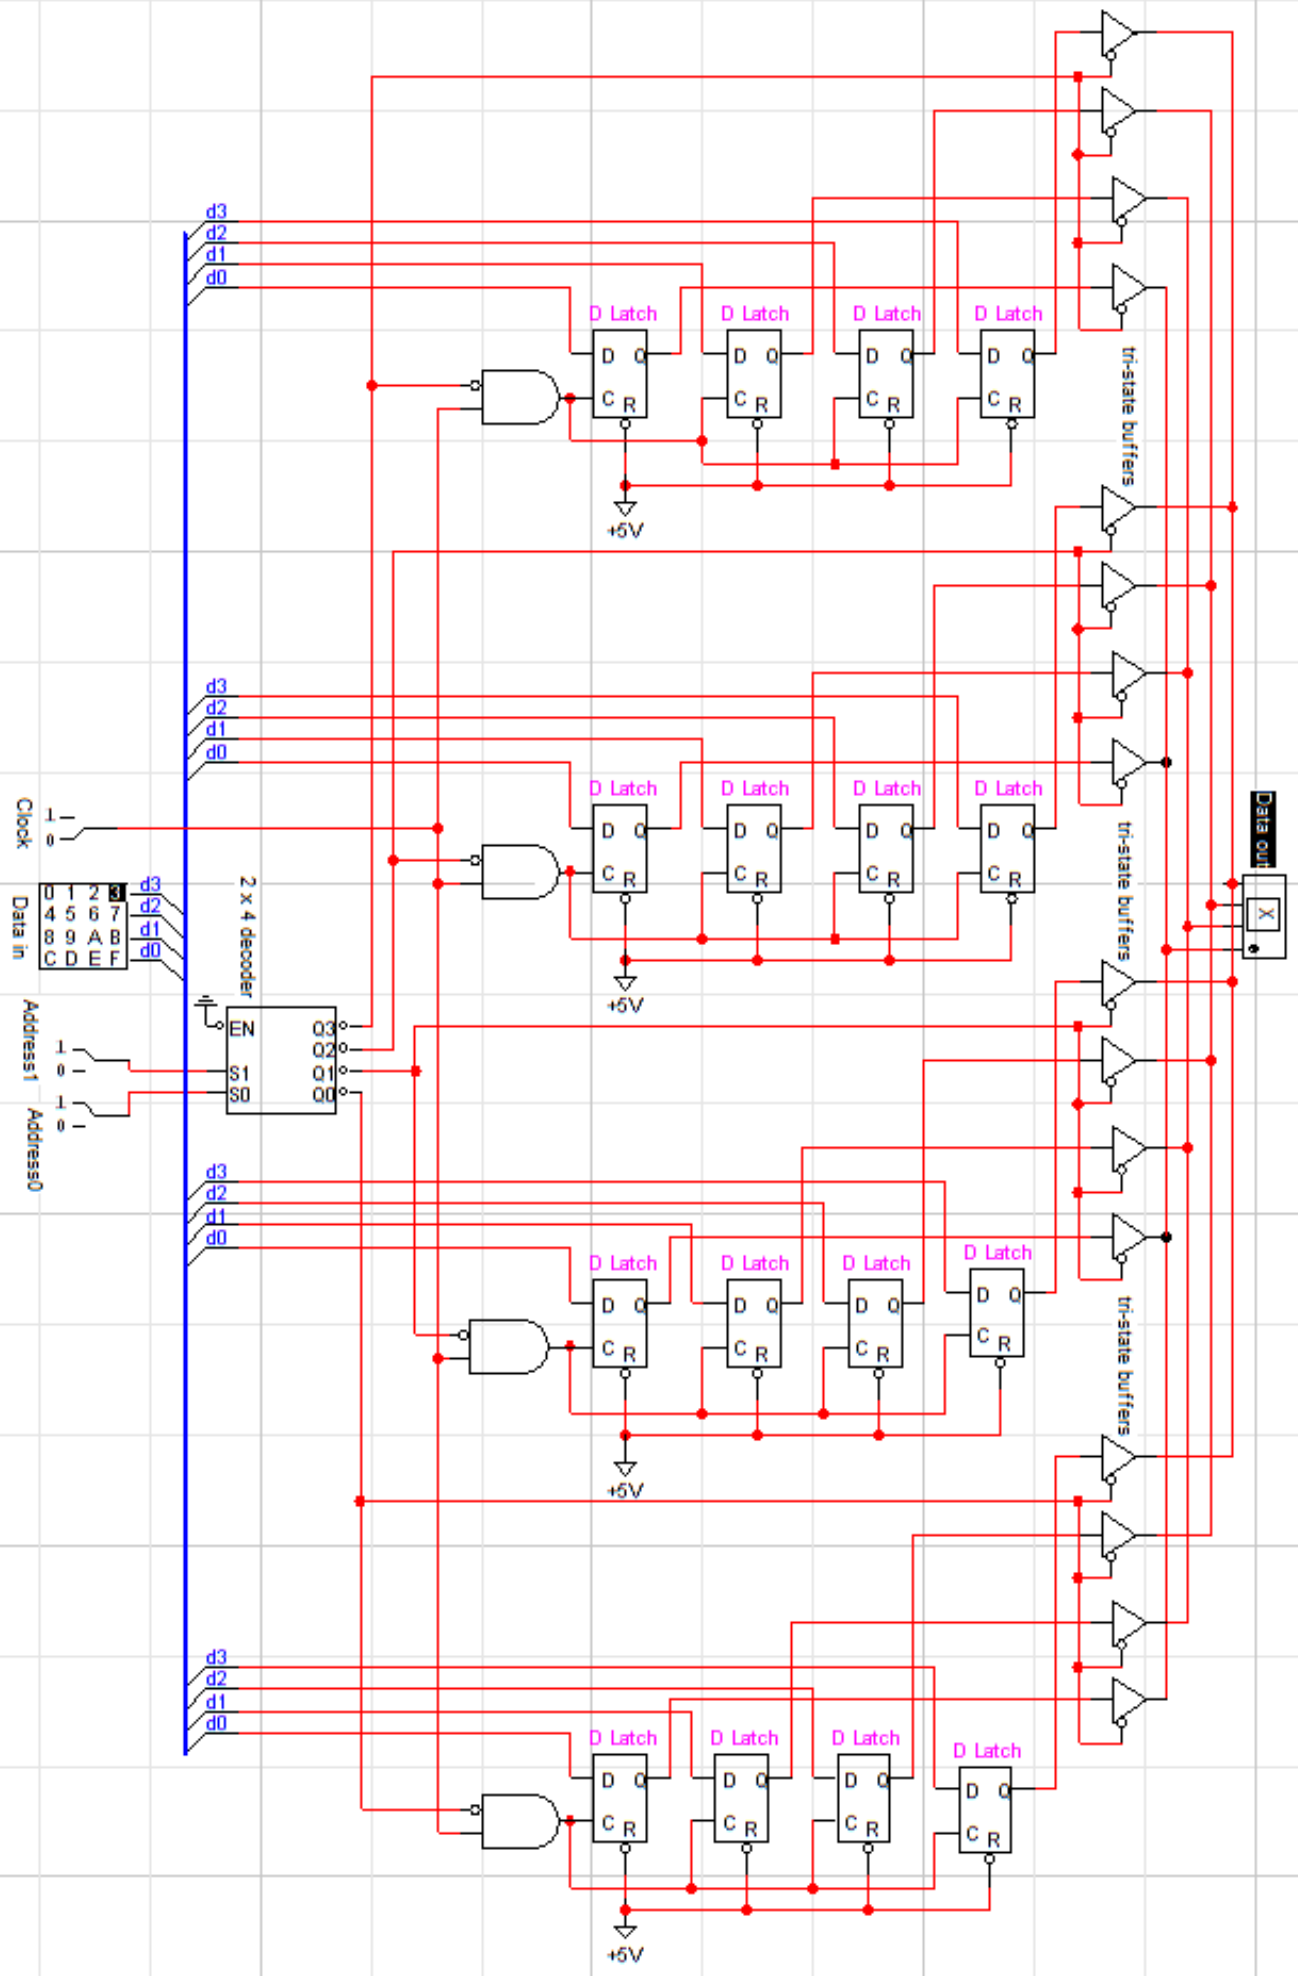 d3
d2
d1
d0
D Latch D Latch D Latch D Latch
D Q D Q D Q D Q
C R C R C R C R
+5V
tri-state buffers
d3
d2
d1
d0
D Latch D Latch D Latch D Latch
D Q D Q D Q D Q
C R C R C R C R
+5V
tri-state buffers
Clock
1
0
Data in
0 1 2 3
4 5 6 7
8 9 A B
C D E F
d3
d2
d1
d0
2 x 4 decoder
EN Q3
Q2
S1 Q1
S0 Q0
Address1
1
0
Address0
1
0
Data out
X
d3
d2
d1
d0
D Latch D Latch D Latch D Latch
D Q D Q D Q D Q
C R C R C R C R
+5V
tri-state buffers
d3
d2
d1
d0
D Latch D Latch D Latch D Latch
D Q D Q D Q D Q
C R C R C R C R
+5V